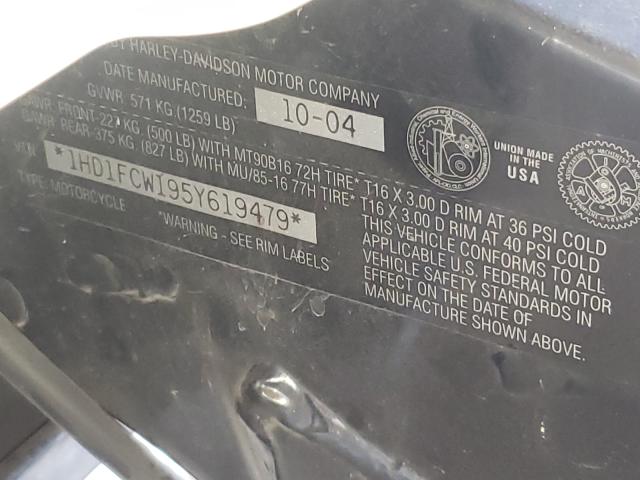 BY HARLEY-DAVIDSON MOTOR COMPANY
DATE MANUFACTURED: 10-04
GVWR: 571 KG (1259 LB)
GAWR: FRONT-227 KG. (500 LB) WITH MT90B16 72H TIRE* T16 X 3.00 D RIM AT 36 PSI COLD
GAWR: REAR-375 KG. (827 LB) WITH MU/85-16 77H TIRE* T16 X 3.00 D RIM AT 40 PSI COLD
V.I.N. *1HD1FCW195Y619479*
TYPE: MOTORCYCLE
*WARNING - SEE RIM LABELS
THIS VEHICLE CONFORMS TO ALL
APPLICABLE U.S. FEDERAL MOTOR
VEHICLE SAFETY STANDARDS IN
EFFECT ON THE DATE OF
MANUFACTURE SHOWN ABOVE.
UNION MADE
IN THE
USA